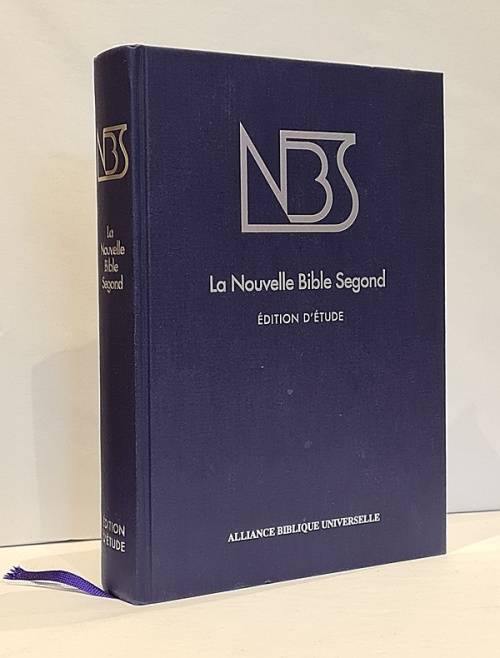 NBS
La
Nouvelle
Bible
Segond
ÉDITION
D'ÉTUDE
NBS
La Nouvelle Bible Segond
ÉDITION D'ÉTUDE
ALLIANCE BIBLIQUE UNIVERSELLE